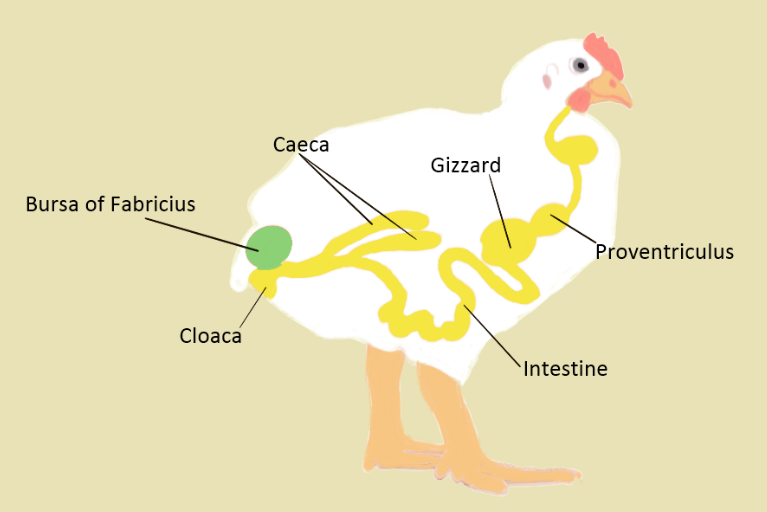 Caeca
Gizzard
Bursa of Fabricius
Proventriculus
Cloaca
Intestine